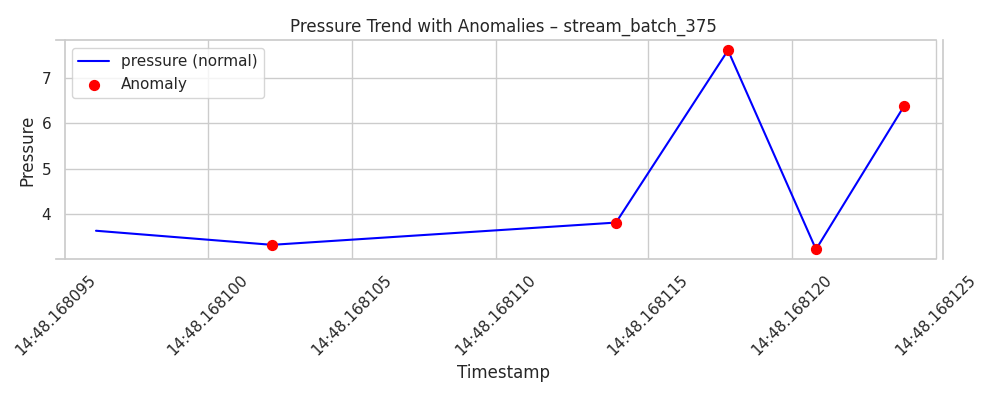 Pressure Trend with Anomalies – stream_batch_375
pressure (normal)
Anomaly
Pressure
7
6
5
4
14:48.168095
14:48.168100
14:48.168105
14:48.168110
14:48.168115
14:48.168120
14:48.168125
Timestamp